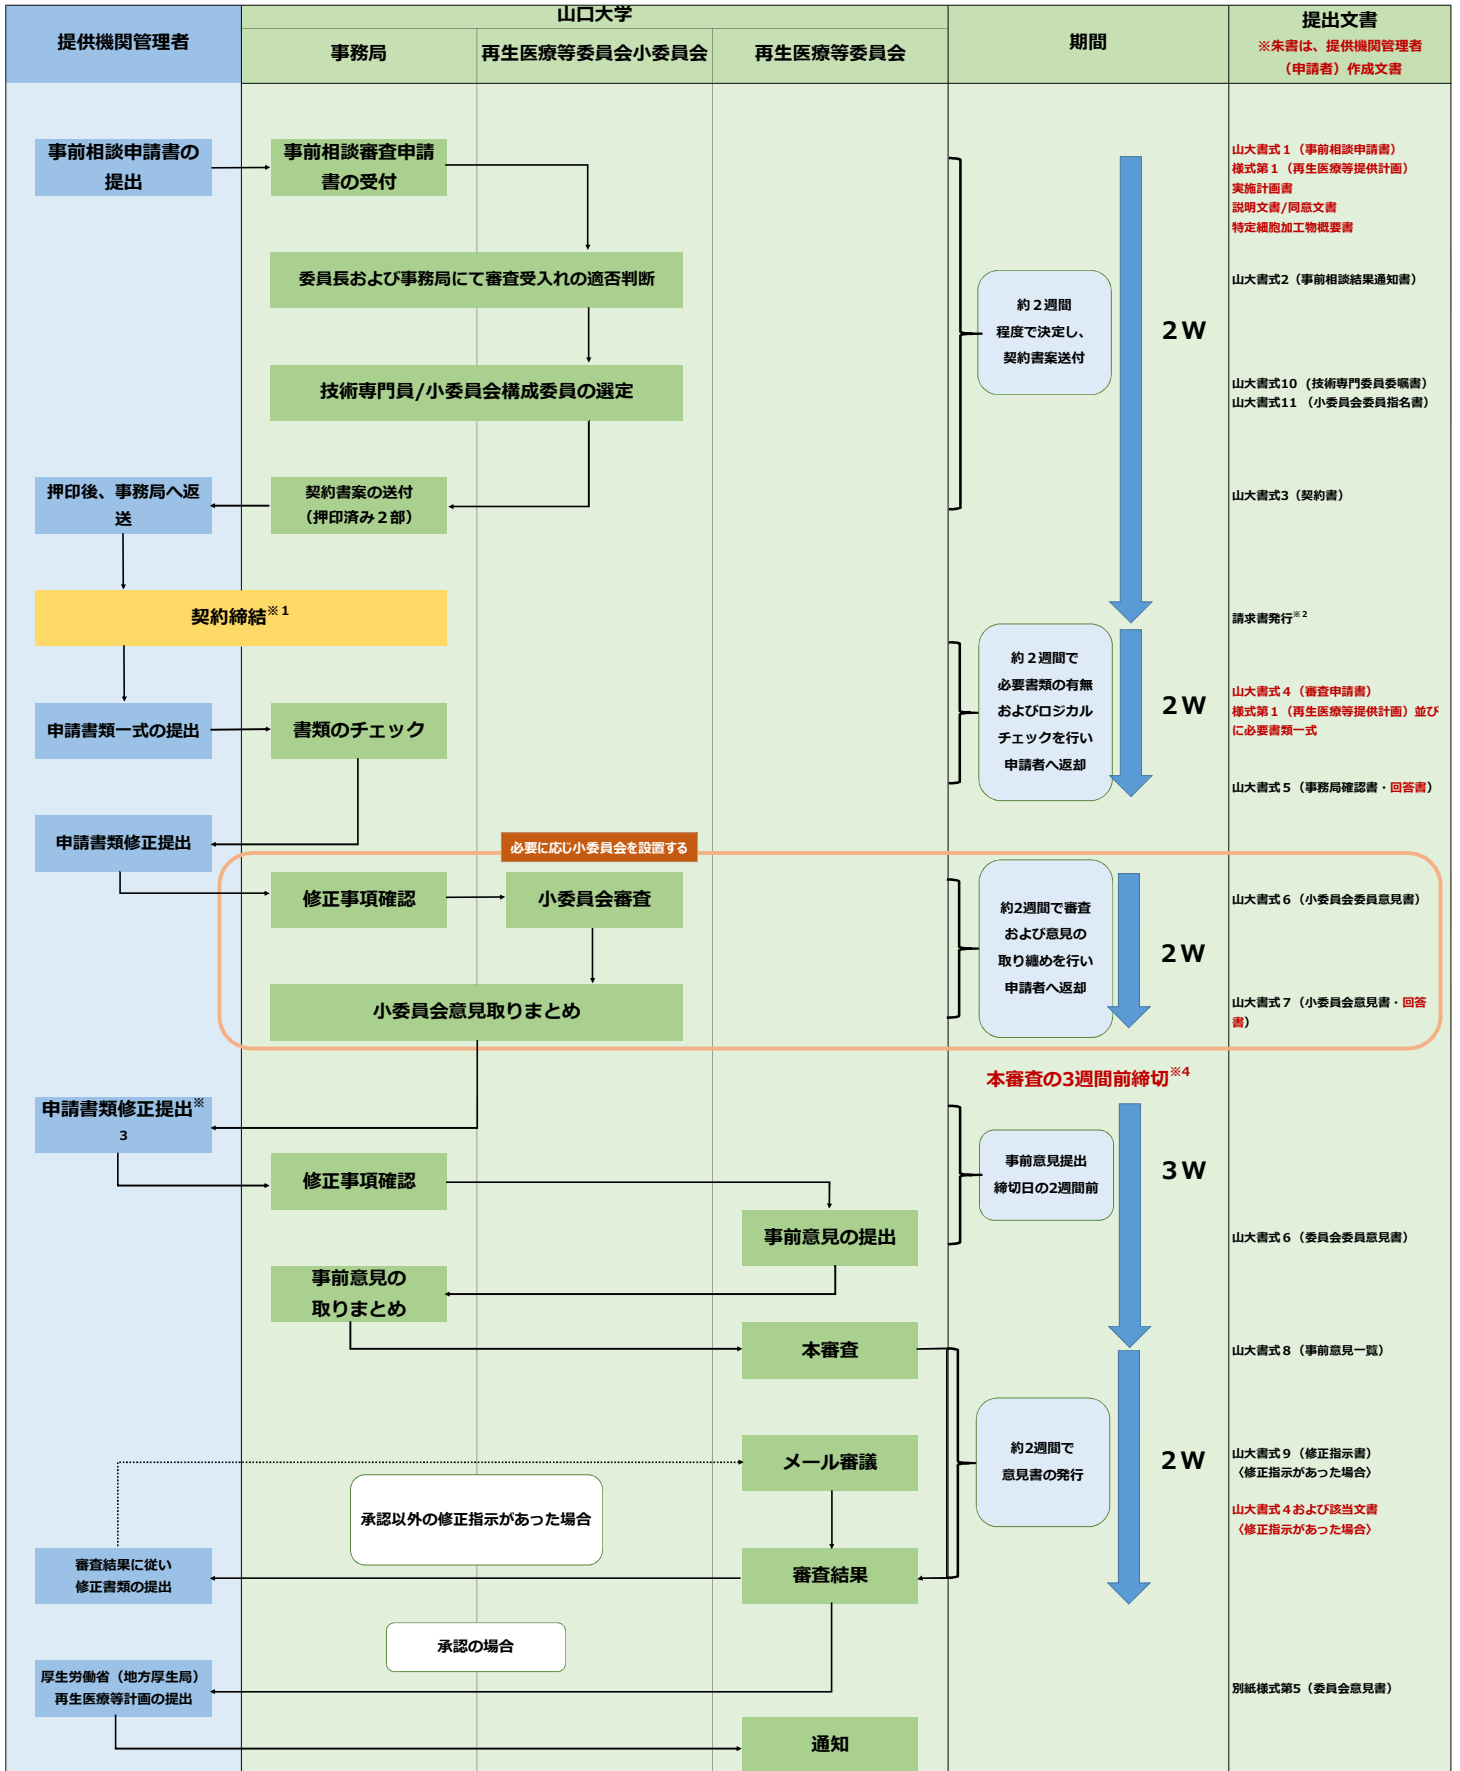 提供機関管理者
山口大学
事務局
再生医療等委員会小委員会
再生医療等委員会
期間
提出文書
※朱書は、提供機関管理者
（申請者）作成文書
事前相談申請書の
提出
事前相談審査申請
書の受付
山大書式１（事前相談申請書）
様式第１（再生医療等提供計画）
実施計画書
説明文書/同意文書
特定細胞加工物概要書
委員長および事務局にて審査受入れの適否判断
山大書式2（事前相談結果通知書）
約２週間
程度で決定し、
契約書案送付
２W
技術専門員/小委員会構成委員の選定
山大書式10 （技術専門委員委嘱書）
山大書式11 （小委員会委員指名書）
押印後、事務局へ返
送
契約書案の送付
（押印済み２部）
山大書式3（契約書）
契約締結※1
請求書発行※2
約２週間で
必要書類の有無
およびロジカル
チェックを行い
申請者へ返却
２W
山大書式４（審査申請書）
様式第１（再生医療等提供計画）並び
に必要書類一式
申請書類一式の提出
書類のチェック
山大書式５（事務局確認書・回答書）
申請書類修正提出
必要に応じ小委員会を設置する
修正事項確認
小委員会審査
約2週間で審査
および意見の
取り纏めを行い
申請者へ返却
２W
山大書式６（小委員会委員意見書）
小委員会意見取りまとめ
山大書式７（小委員会意見書・回答
書）
本審査の3週間前締切※4
申請書類修正提出※
3
事前意見提出
締切日の2週間前
３W
修正事項確認
事前意見の提出
山大書式６（委員会委員意見書）
事前意見の
取りまとめ
本審査
山大書式８（事前意見一覧）
メール審議
約2週間で
意見書の発行
２W
山大書式９（修正指示書）
〈修正指示があった場合〉
承認以外の修正指示があった場合
山大書式４および該当文書
〈修正指示があった場合〉
審査結果に従い
修正書類の提出
審査結果
承認の場合
厚生労働省（地方厚生局）
再生医療等計画の提出
別紙様式第5（委員会意見書）
通知